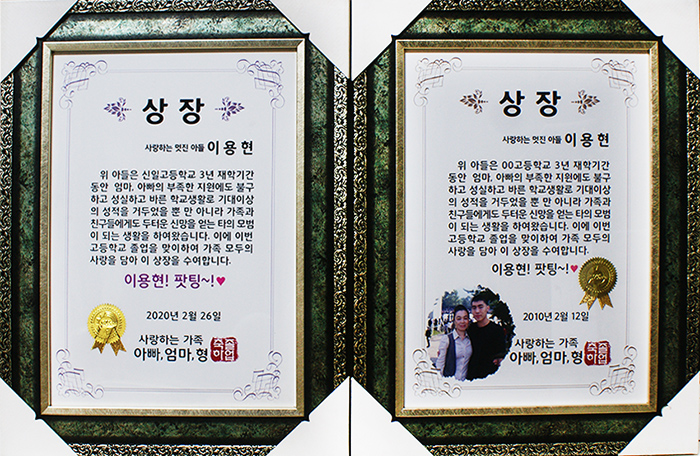 상 장
사랑하는 멋진 아들 이용현
위 아들은 신일고등학교 3년 재학기간
동안 엄마, 아빠의 부족한 지원에도 불구
하고 성실하고 바른 학교생활로 기대이상
의 성적을 거두었을 뿐 만 아니라 가족과
친구들에게도 두터운 신망을 얻는 타의 모범
이 되는 생활을 하여왔습니다. 이에 이번
고등학교 졸업을 맞이하여 가족 모두의
사랑을 담아 이 상장을 수여합니다.
이용현! 팟팅~!♥
2020년 2월 26일
사랑하는 가족
아빠,엄마,형
축졸
하업
상 장
사랑하는 멋진 아들 이용현
위 아들은 00고등학교 3년 재학기간
동안 엄마, 아빠의 부족한 지원에도 불구
하고 성실하고 바른 학교생활로 기대이상
의 성적을 거두었을 뿐 만 아니라 가족과
친구들에게도 두터운 신망을 얻는 타의 모범
이 되는 생활을 하여왔습니다. 이에 이번
고등학교 졸업을 맞이하여 가족 모두의
사랑을 담아 이 상장을 수여합니다.
이용현! 팟팅~!♥
2010년 2월 12일
사랑하는 가족
아빠,엄마,형
축졸
하업